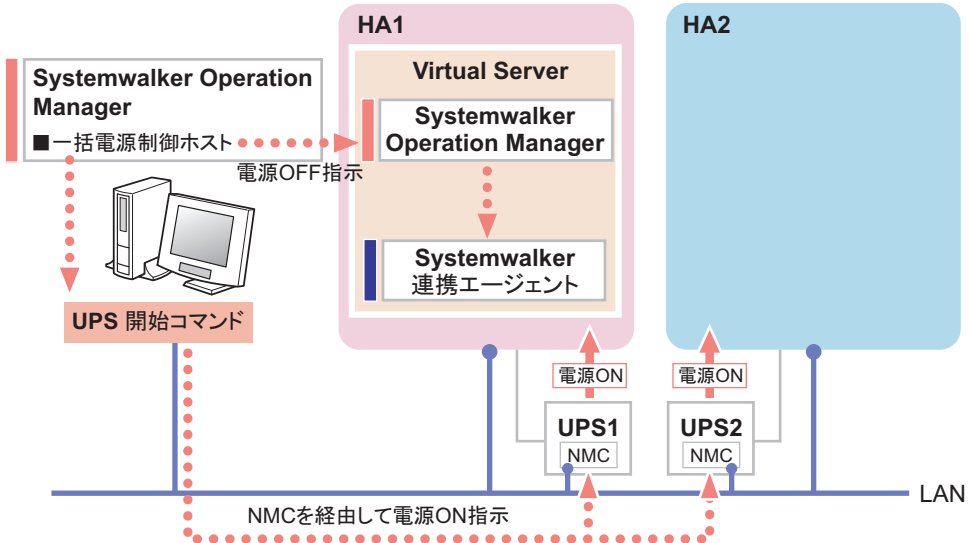 HA1
HA2
Systemwalker Operation
Manager
■一括電源制御ホスト
電源OFF指示
Virtual Server
Systemwalker
Operation Manager
Systemwalker
連携エージェント
UPS 開始コマンド
電源ON
電源ON
UPS1
NMC
UPS2
NMC
LAN
NMCを経由して電源ON指示